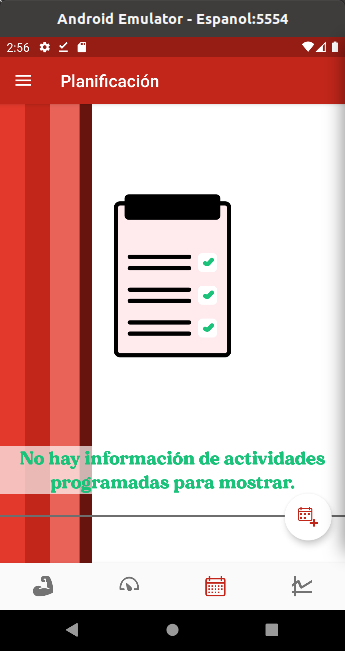 Android Emulator - Espanol:5554
2:56
Planificación
No hay información de actividades
programadas para mostrar.